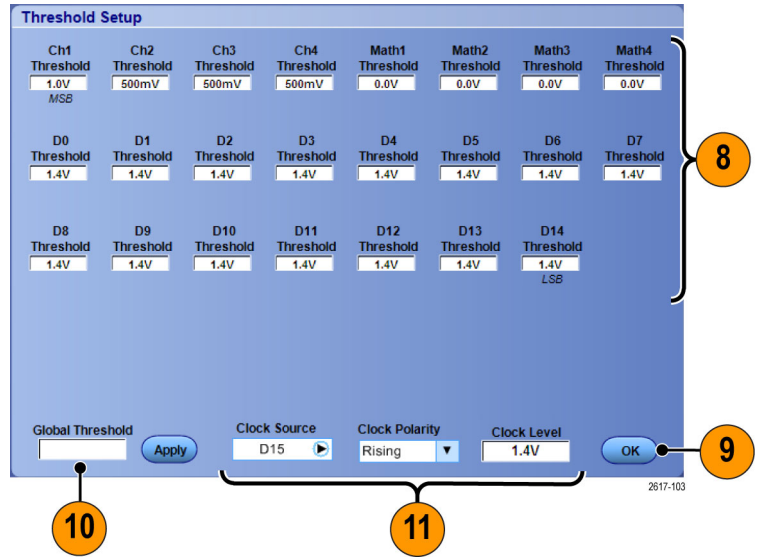 Threshold Setup
Ch1 Ch2 Ch3 Ch4 Math1 Math2 Math3 Math4
Threshold Threshold Threshold Threshold Threshold Threshold Threshold Threshold
1.0V 500mV 500mV 500mV 0.0V 0.0V 0.0V 0.0V
MSB
D0 D1 D2 D3 D4 D5 D6 D7
Threshold Threshold Threshold Threshold Threshold Threshold Threshold Threshold
1.4V 1.4V 1.4V 1.4V 1.4V 1.4V 1.4V 1.4V
8
D8 D9 D10 D11 D12 D13 D14
Threshold Threshold Threshold Threshold Threshold Threshold Threshold
1.4V 1.4V 1.4V 1.4V 1.4V 1.4V 1.4V
LSB
Global Threshold Clock Source Clock Polarity Clock Level
Apply D15 Rising 1.4V OK 9
2617-103
10 11